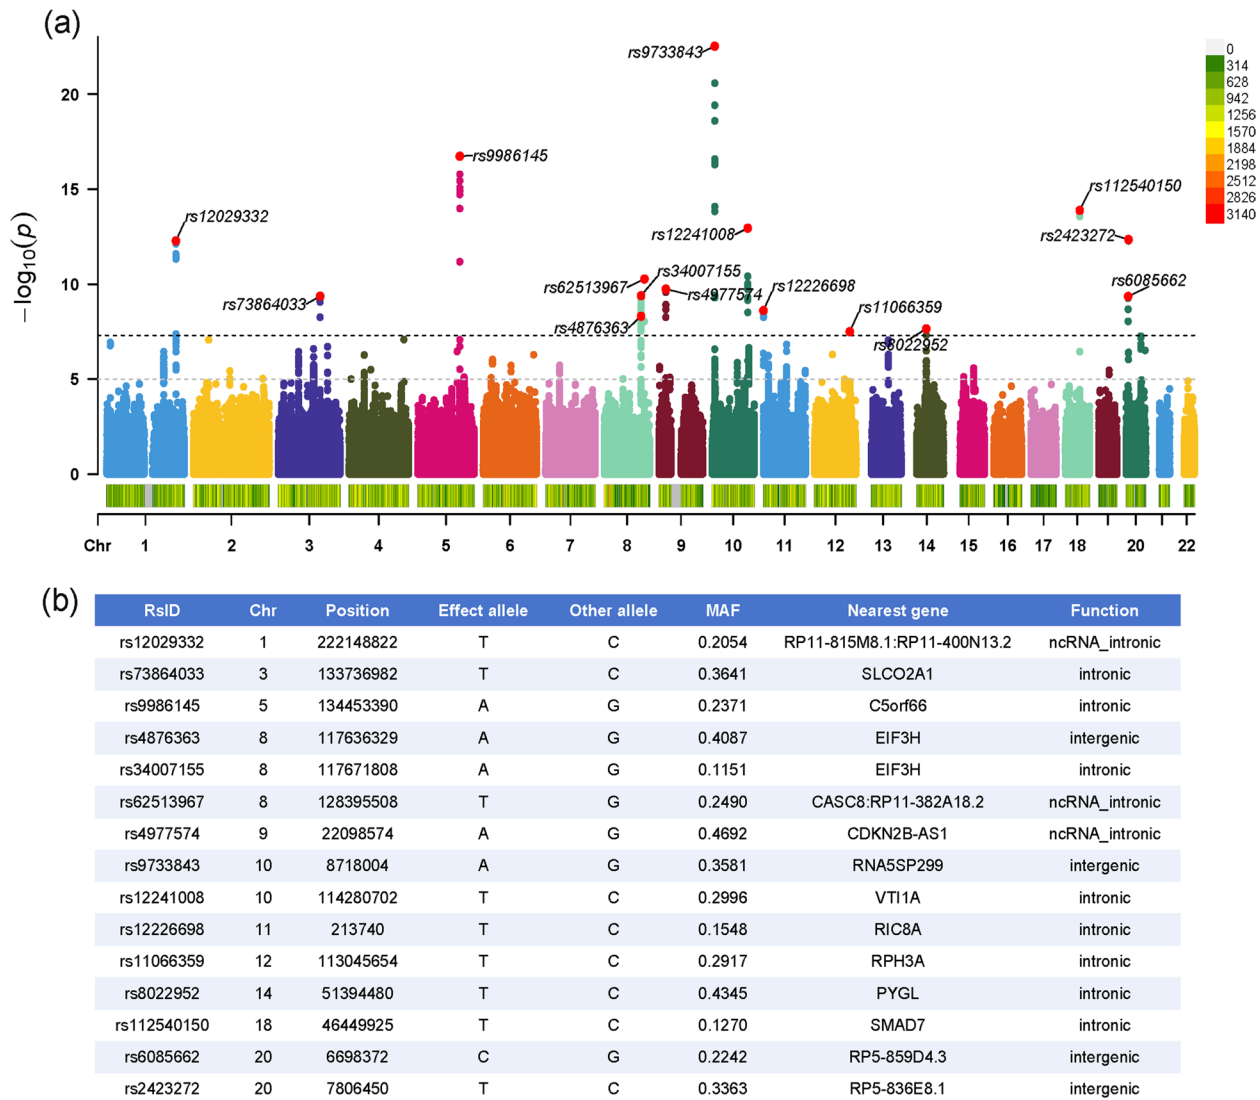 (a)
rs9733843
0
314
628
942
1256
1570
1884
2198
2512
2826
3140
20
rs9986145
15
rs112540150
rs12029332
rs12241008
rs2423272
−log10(p)
10
rs34007155
rs62513967
rs4977574
rs12226698
rs6085662
rs73864033
rs11066359
rs4876363
rs8022952
5
0
Chr 1 2 3 4 5 6 7 8 9 10 11 12 13 14 15 16 17 18 20 22
(b)
RsID Chr Position Effect allele Other allele MAF Nearest gene Function
rs12029332 1 222148822 T C 0.2054 RP11-815M8.1:RP11-400N13.2 ncRNA_intronic
rs73864033 3 133736982 T C 0.3641 SLCO2A1 intronic
rs9986145 5 134453390 A G 0.2371 C5orf66 intronic
rs4876363 8 117636329 A G 0.4087 EIF3H intergenic
rs34007155 8 117671808 A G 0.1151 EIF3H intronic
rs62513967 8 128395508 T G 0.2490 CASC8:RP11-382A18.2 ncRNA_intronic
rs4977574 9 22098574 A G 0.4692 CDKN2B-AS1 ncRNA_intronic
rs9733843 10 8718004 A G 0.3581 RNA5SP299 intergenic
rs12241008 10 114280702 T C 0.2996 VTI1A intronic
rs12226698 11 213740 T C 0.1548 RIC8A intronic
rs11066359 12 113045654 T C 0.2917 RPH3A intronic
rs8022952 14 51394480 T C 0.4345 PYGL intronic
rs112540150 18 46449925 T C 0.1270 SMAD7 intronic
rs6085662 20 6698372 C G 0.2242 RP5-859D4.3 intergenic
rs2423272 20 7806450 T C 0.3363 RP5-836E8.1 intergenic